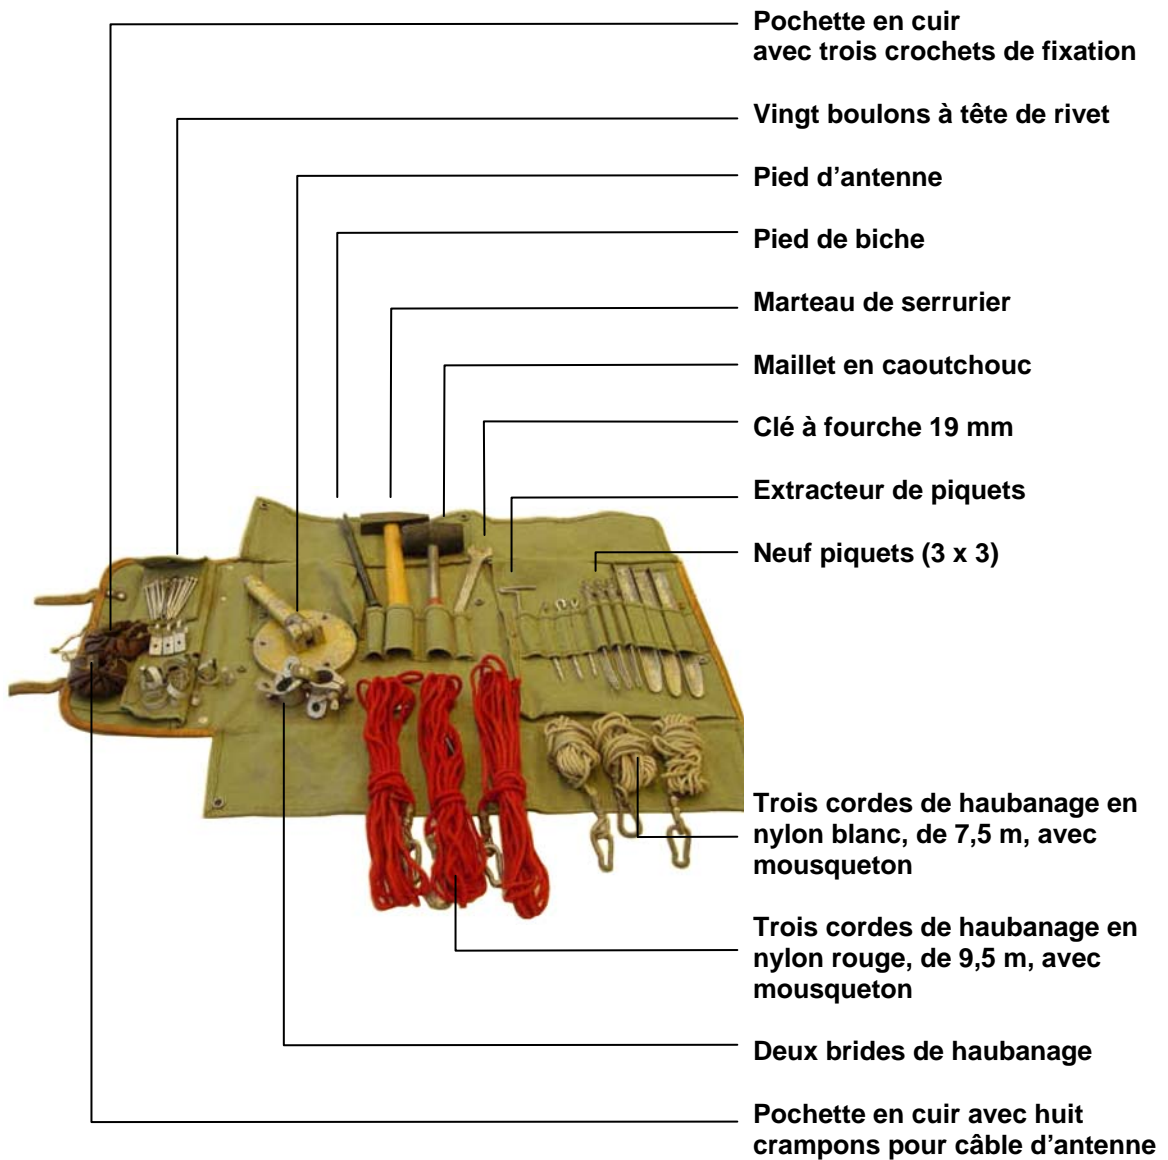 Pochette en cuir
avec trois crochets de fixation
Vingt boulons à tête de rivet
Pied d’antenne
Pied de biche
Marteau de serrurier
Maillet en caoutchouc
Clé à fourche 19 mm
Extracteur de piquets
Neuf piquets (3 x 3)
Trois cordes de haubanage en
nylon blanc, de 7,5 m, avec
mousqueton
Trois cordes de haubanage en
nylon rouge, de 9,5 m, avec
mousqueton
Deux brides de haubanage
Pochette en cuir avec huit
crampons pour câble d’antenne